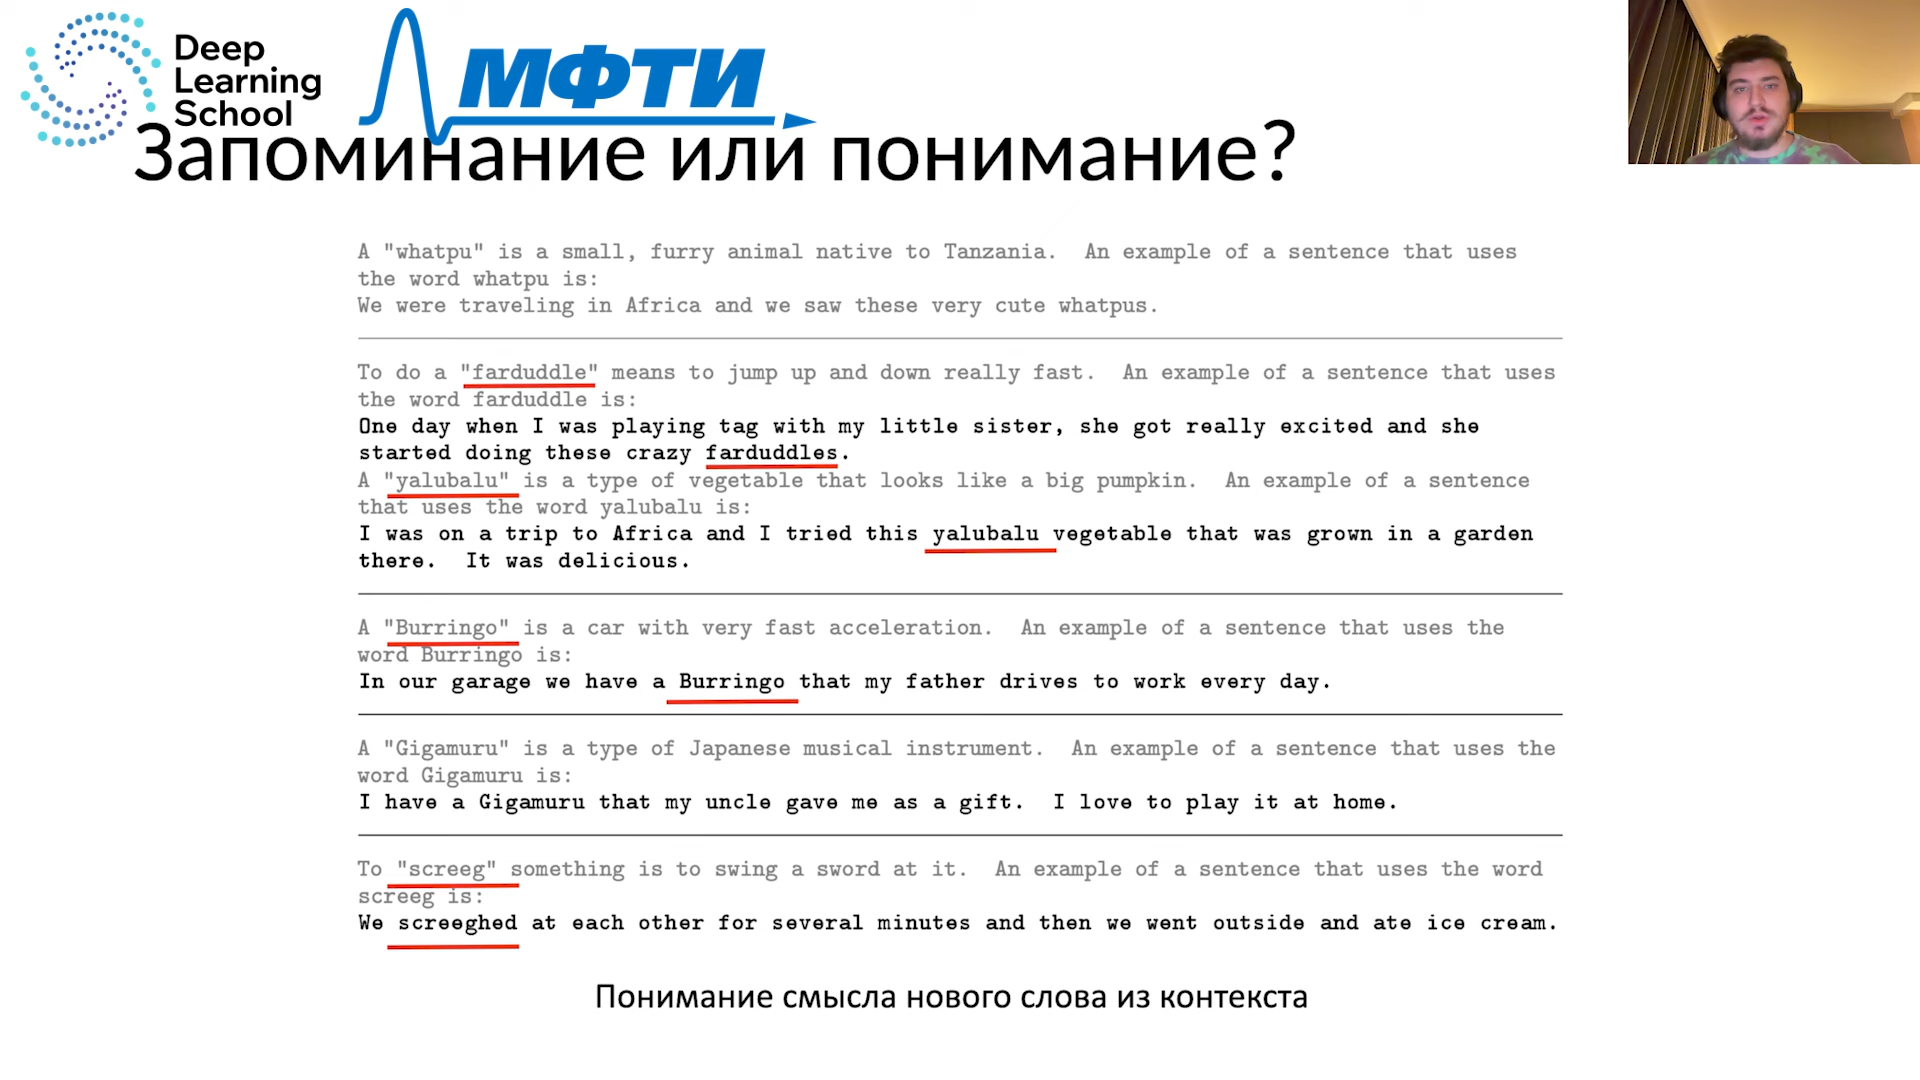 Deep
Learning
School
МФТИ
Запоминание или понимание?
A "whatpu" is a small, furry animal native to Tanzania. An example of a sentence that uses
the word whatpu is:
We were traveling in Africa and we saw these very cute whatpus.
To do a "farduddle" means to jump up and down really fast. An example of a sentence that uses
the word farduddle is:
One day when I was playing tag with my little sister, she got really excited and she
started doing these crazy farduddles.
A "yalubalu" is a type of vegetable that looks like a big pumpkin. An example of a sentence
that uses the word yalubalu is:
I was on a trip to Africa and I tried this yalubalu vegetable that was grown in a garden
there. It was delicious.
A "Burringo" is a car with very fast acceleration. An example of a sentence that uses the
word Burringo is:
In our garage we have a Burringo that my father drives to work every day.
A "Gigamuru" is a type of Japanese musical instrument. An example of a sentence that uses the
word Gigamuru is:
I have a Gigamuru that my uncle gave me as a gift. I love to play it at home.
To "screeg" something is to swing a sword at it. An example of a sentence that uses the word
screeg is:
We screeghed at each other for several minutes and then we went outside and ate ice cream.
Понимание смысла нового слова из контекста